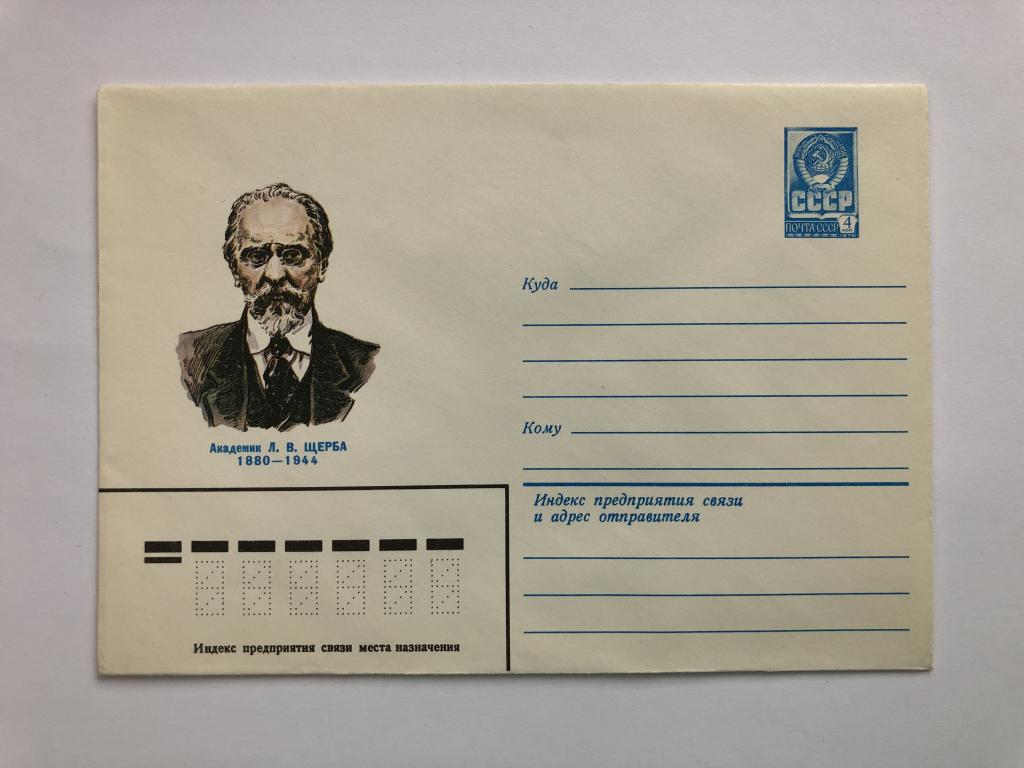 СССР
ПОЧТА СССР
4
КОП
Куда
Кому
Академик Л. В. ЩЕРБА
1880—1944
Индекс предприятия связи
и адрес отправителя
Индекс предприятия связи места назначения